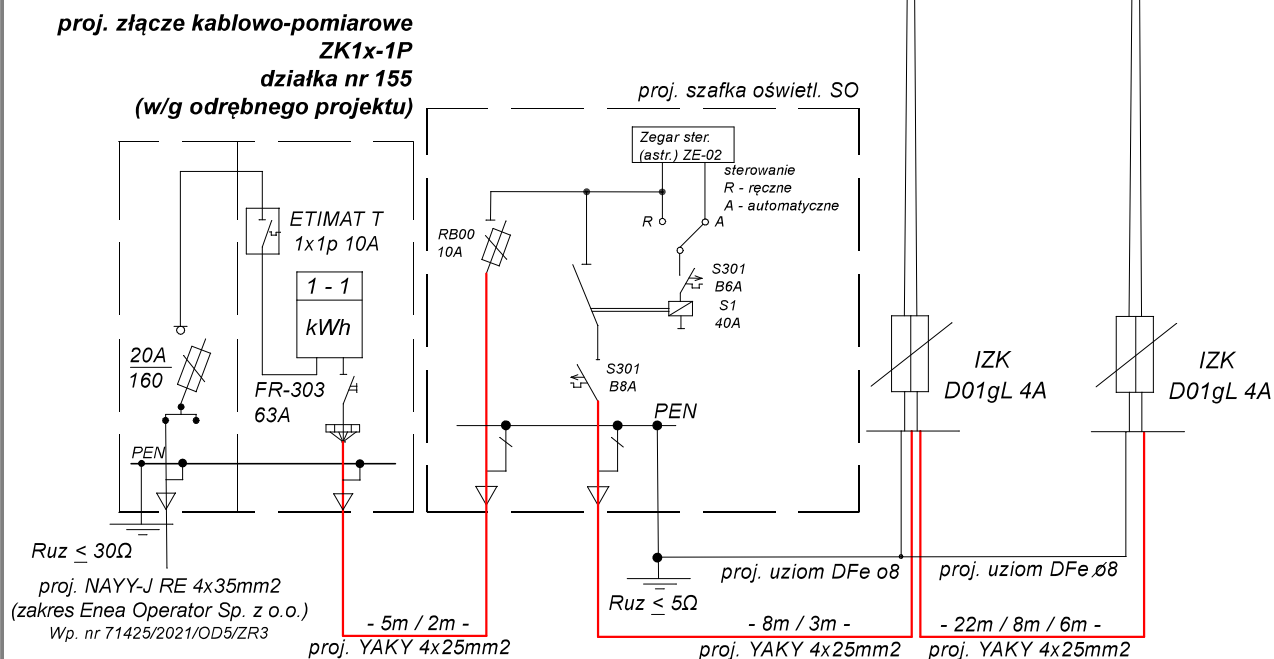 proj. złącze kablowo-pomiarowe
ZK1x-1P
działka nr 155
(w/g odrębnego projektu)
proj. szafka oświetl. SO
Zegar ster.
(astr.) ZE-02
sterowanie
R - ręczne
A - automatyczne
R
A
ETIMAT T
1x1p 10A
RB00
10A
1 - 1
kWh
S301
B6A
S1
40A
20A
160
FR-303
63A
S301
B8A
IZK
D01gL 4A
IZK
D01gL 4A
PEN
PEN
Ruz ≤ 30Ω
proj. NAYY-J RE 4x35mm2
(zakres Enea Operator Sp. z o.o.)
Wp. nr 71425/2021/OD5/ZR3
proj. uziom DFe o8
proj. uziom DFe ø8
Ruz ≤ 5Ω
- 5m / 2m -
proj. YAKY 4x25mm2
- 8m / 3m -
proj. YAKY 4x25mm2
- 22m / 8m / 6m -
proj. YAKY 4x25mm2